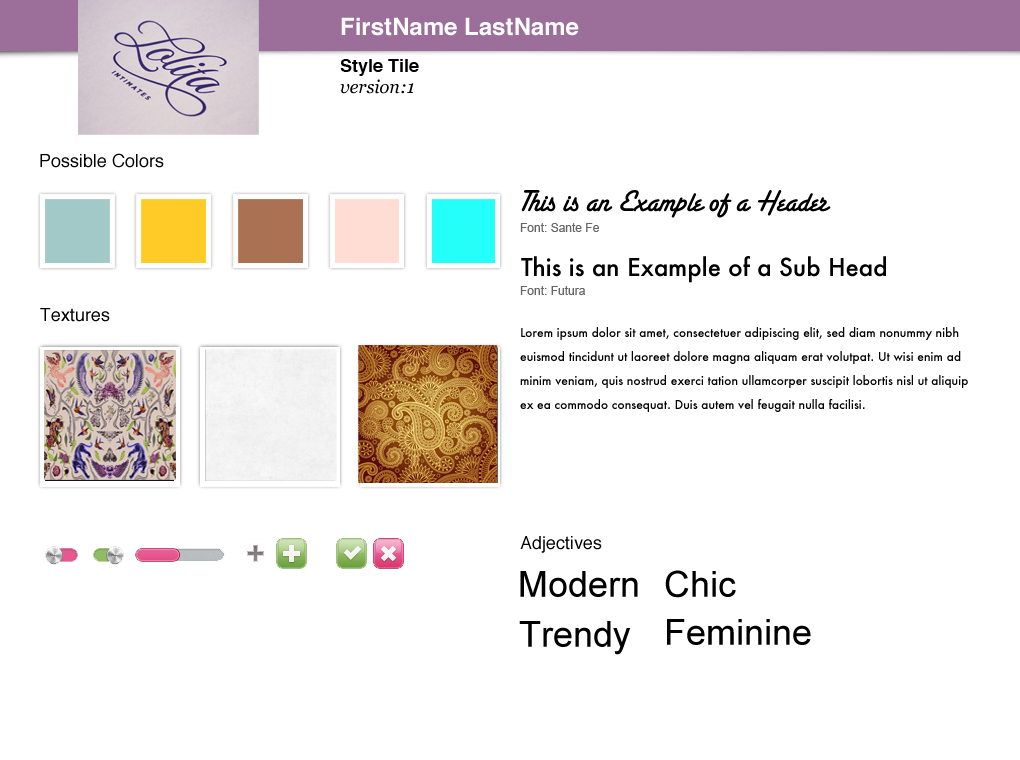 Lolita
INTIMATES
FirstName LastName
Style Tile
version:1
Possible Colors
This is an Example of a Header
Font: Sante Fe
This is an Example of a Sub Head
Font: Futura
Textures
Lorem ipsum dolor sit amet, consectetuer adipiscing elit, sed diam nonummy nibh
euismod tincidunt ut laoreet dolore magna aliquam erat volutpat. Ut wisi enim ad
minim veniam, quis nostrud exerci tation ullamcorper suscipit lobortis nisl ut aliquip
ex ea commodo consequat. Duis autem vel feugait nulla facilisi.
Adjectives
Modern Chic
Trendy Feminine